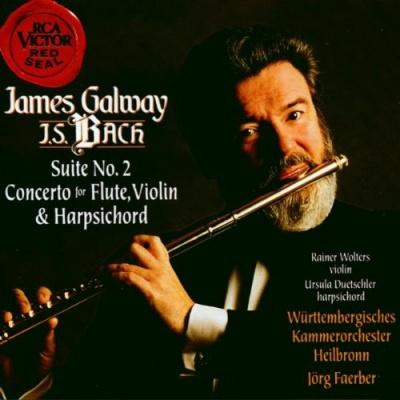 RCA
VICTOR
RED
SEAL
James Galway
J.S. BACH
Suite No. 2
Concerto for Flute, Violin
& Harpsichord
Rainer Wolters
violin
Ursula Duetschler
harpsichord
Württembergisches
Kammerorchester
Heilbronn
Jörg Faerber